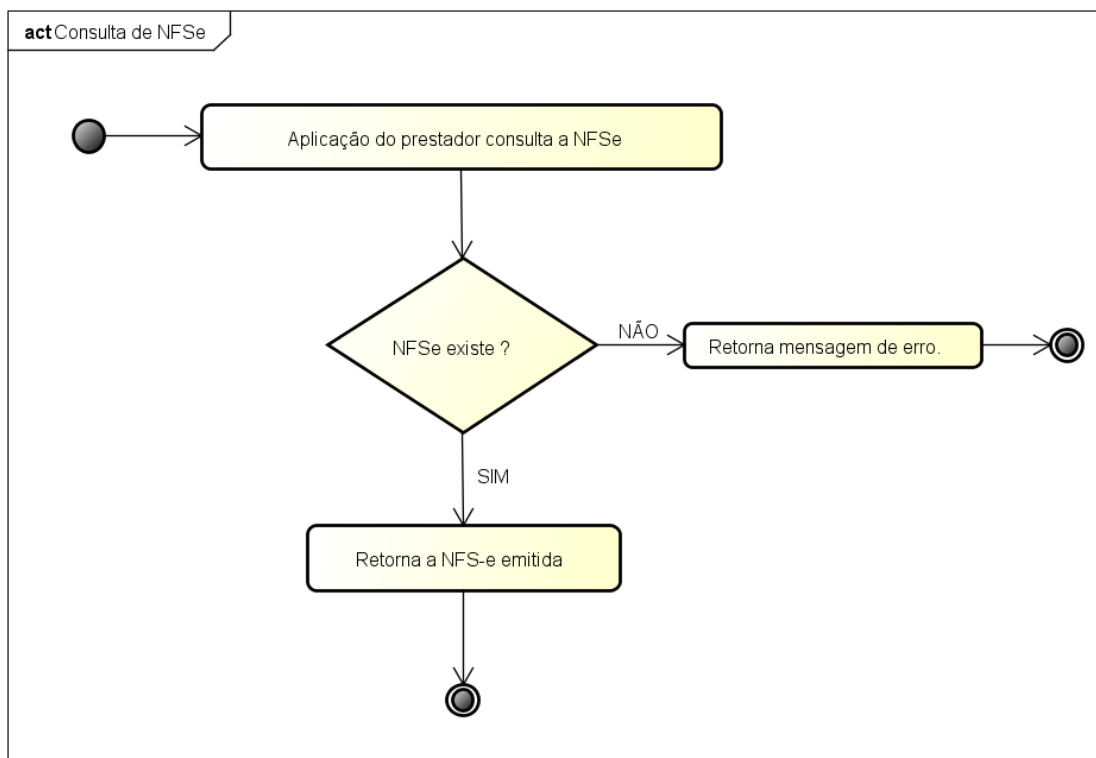 act Consulta de NFSe
Aplicação do prestador consulta a NFSe
NFSe existe ?
NÃO
Retorna mensagem de erro.
SIM
Retorna a NFS-e emitida